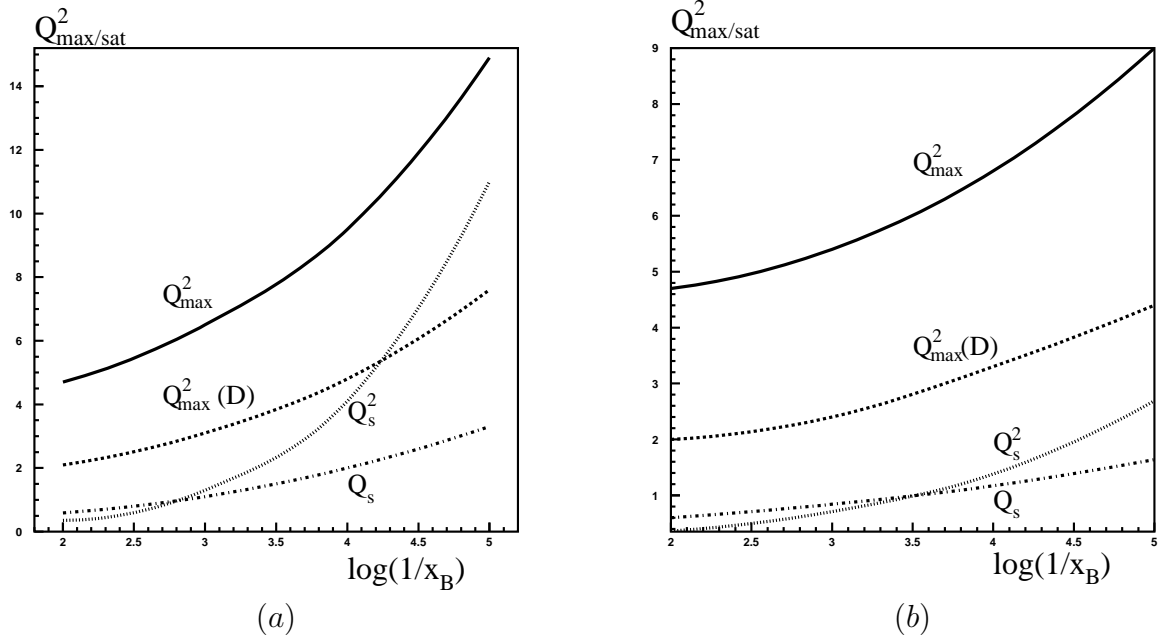 Q²max/sat
14
12
10
8
6
4
2
0
Q²max
Q²max (D)
Q²s
Qs
2 2.5 3 3.5 4 4.5 5
log(1/xB)
(a)
Q²max/sat
9
8
7
6
5
4
3
2
1
Q²max
Q²max(D)
Q²s
Qs
2 2.5 3 3.5 4 4.5 5
log(1/xB)
(b)